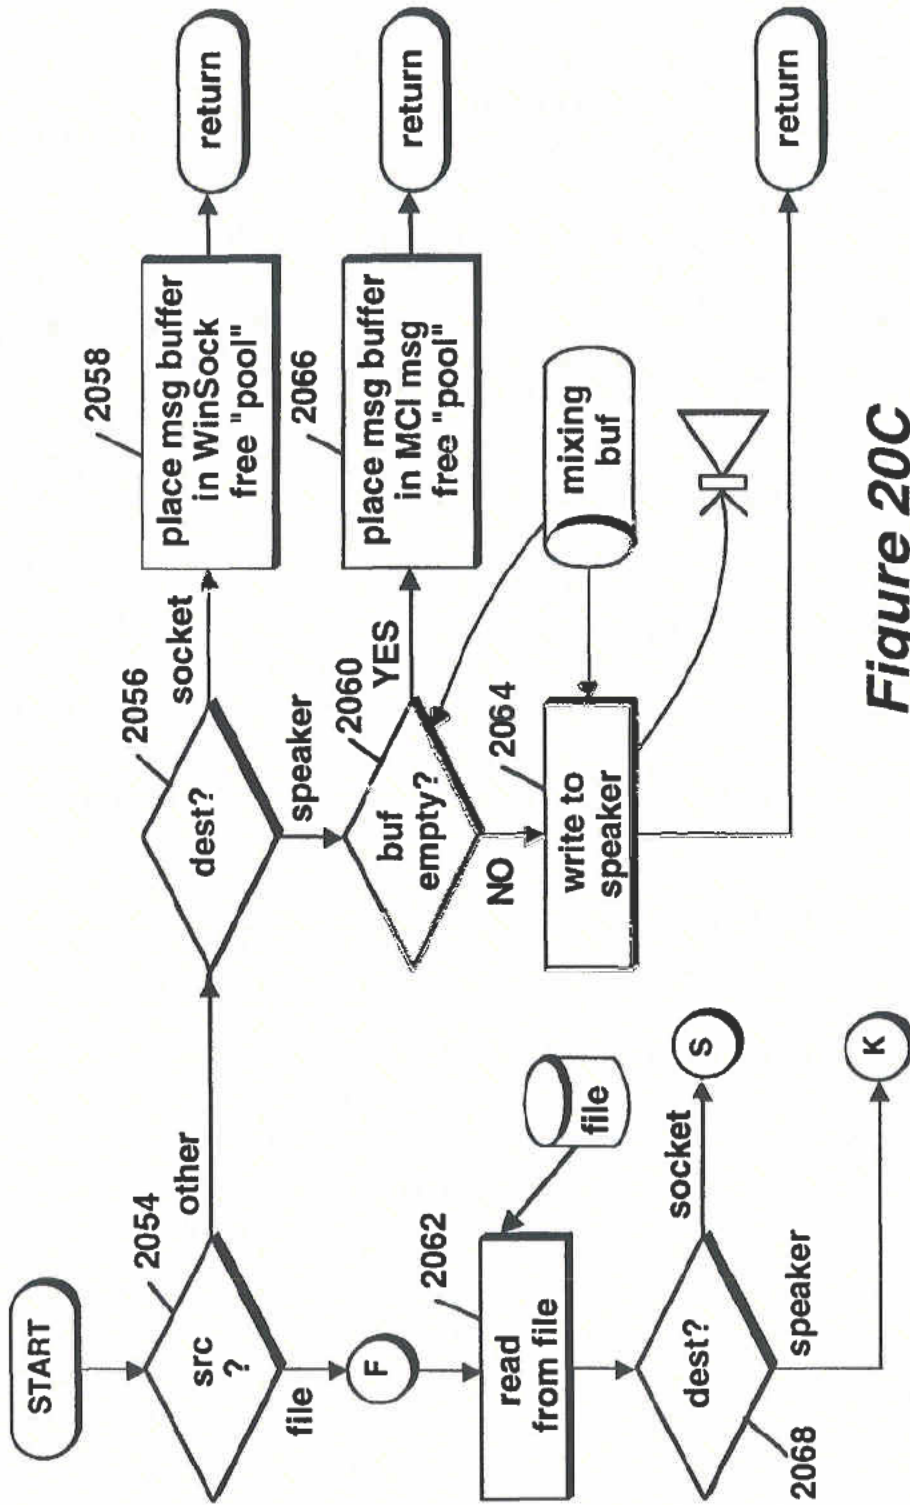 START
2054
src
?
other
file
F
2062
read
from file
file
dest?
2068
socket
S
speaker
K
2056
dest?
socket
2058
place msg buffer
in WinSock
free "pool"
return
speaker
2060
buf
empty?
YES
2066
place msg buffer
in MCI msg
free "pool"
return
NO
2064
write to
speaker
mixing
buf
return
Figure 20C